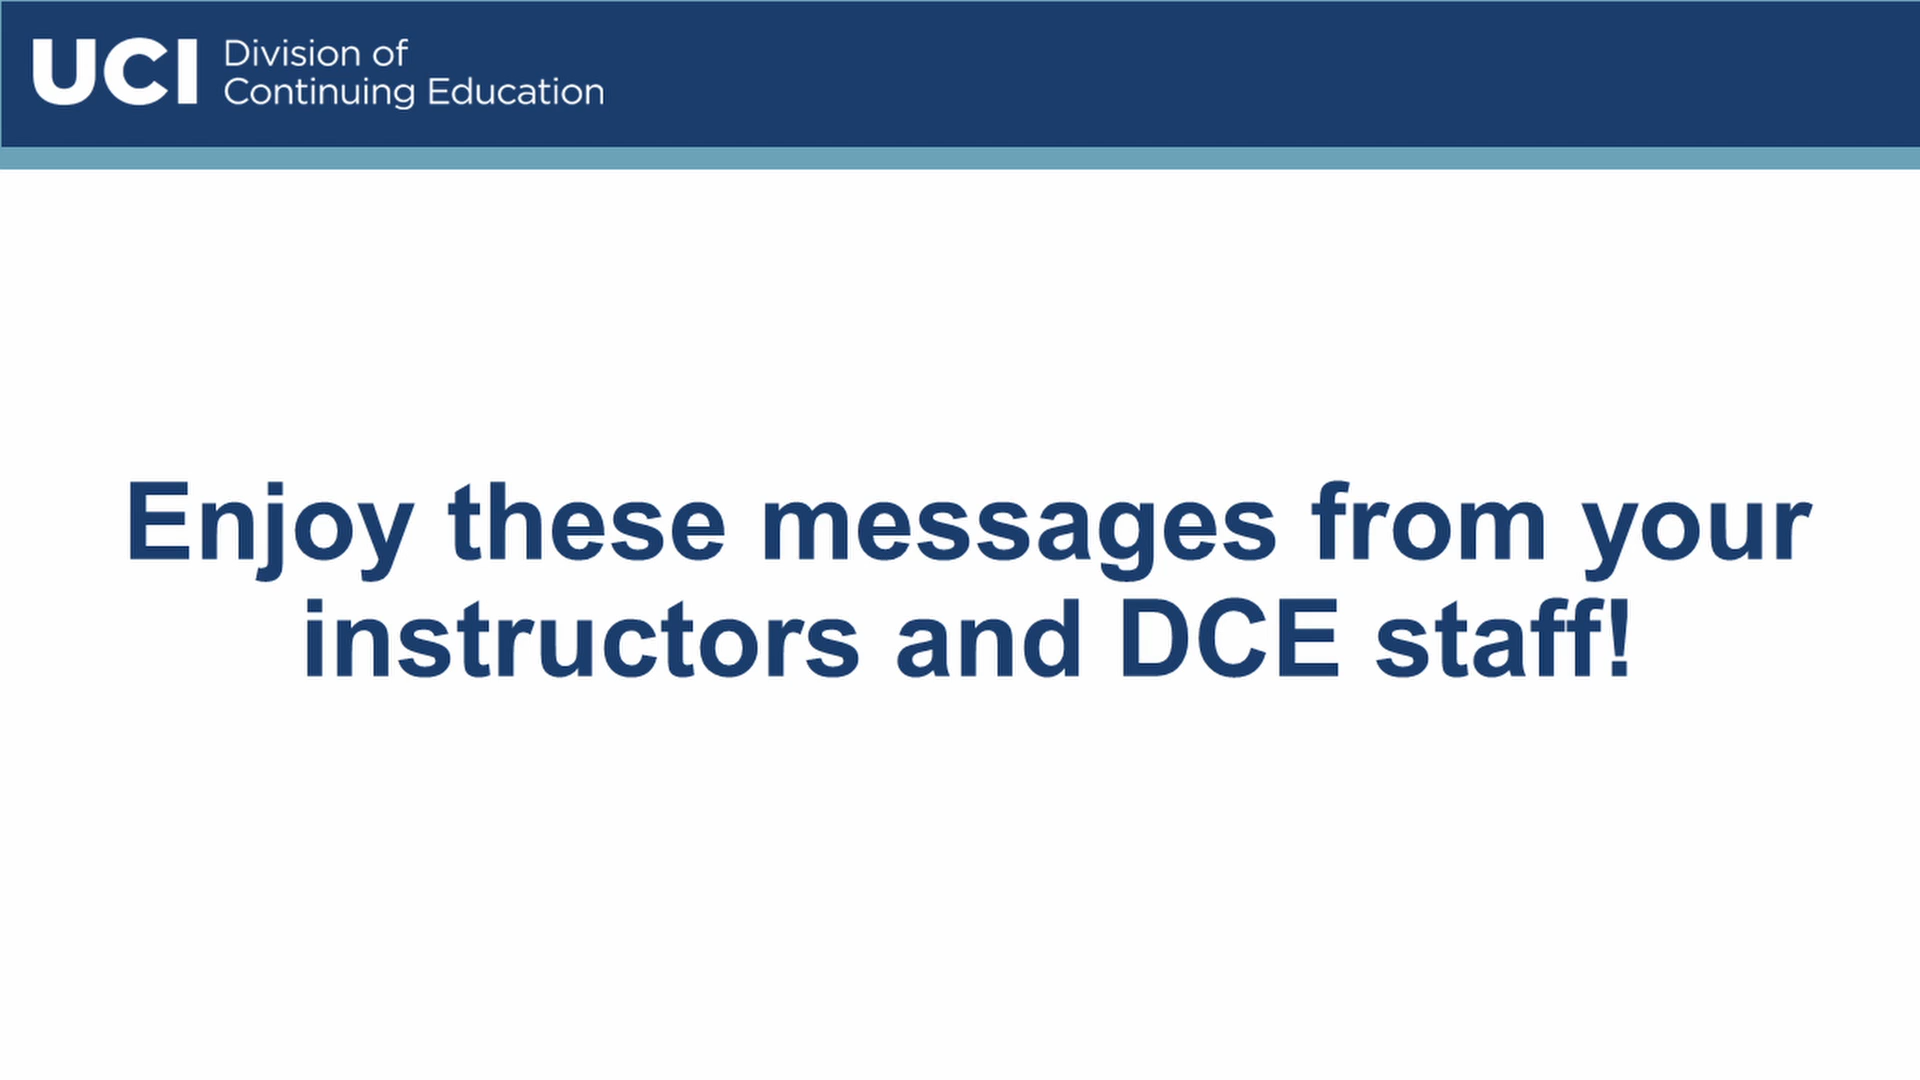 UCI Division of
Continuing Education
Enjoy these messages from your
instructors and DCE staff!